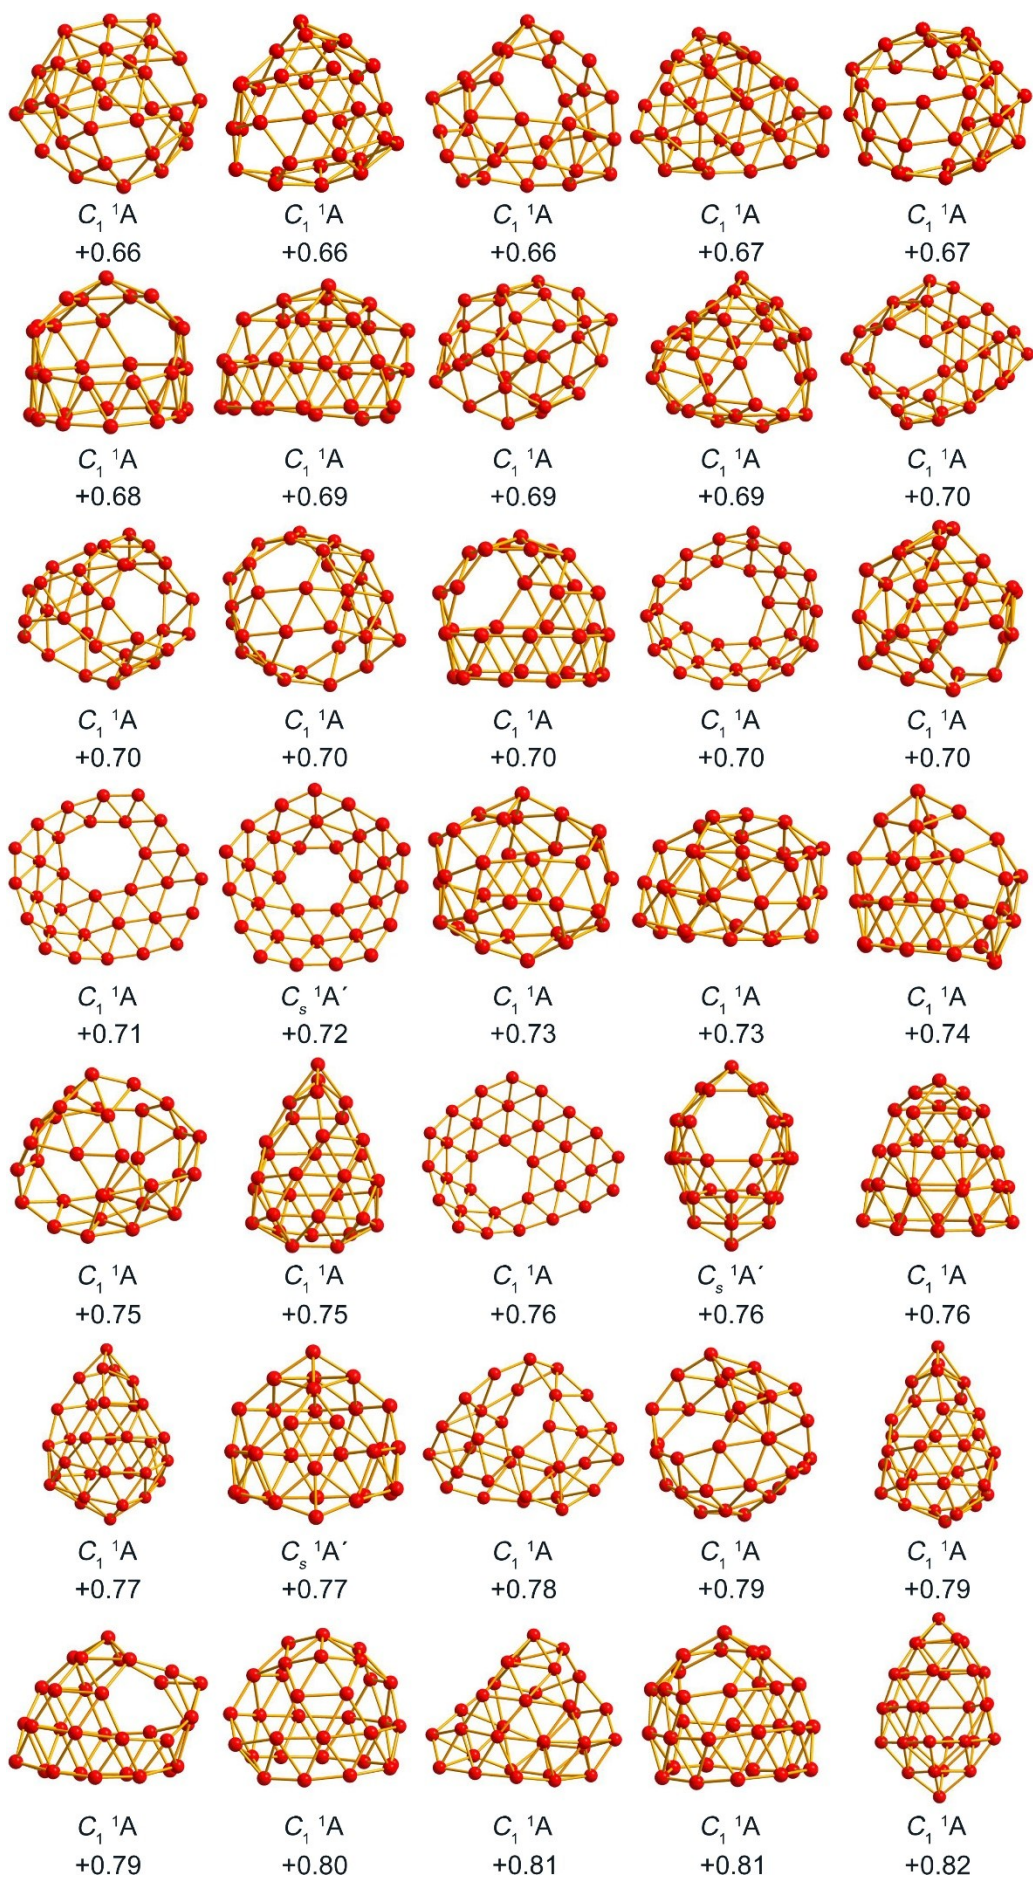 C₁ ¹A C₁ ¹A C₁ ¹A C₁ ¹A C₁ ¹A
+0.66 +0.66 +0.66 +0.67 +0.67
C₁ ¹A C₁ ¹A C₁ ¹A C₁ ¹A C₁ ¹A
+0.68 +0.69 +0.69 +0.69 +0.70
C₁ ¹A C₁ ¹A C₁ ¹A C₁ ¹A C₁ ¹A
+0.70 +0.70 +0.70 +0.70 +0.70
C₁ ¹A Cₛ ¹A´ C₁ ¹A C₁ ¹A C₁ ¹A
+0.71 +0.72 +0.73 +0.73 +0.74
C₁ ¹A C₁ ¹A C₁ ¹A Cₛ ¹A´ C₁ ¹A
+0.75 +0.75 +0.76 +0.76 +0.76
C₁ ¹A Cₛ ¹A´ C₁ ¹A C₁ ¹A C₁ ¹A
+0.77 +0.77 +0.78 +0.79 +0.79
C₁ ¹A C₁ ¹A C₁ ¹A C₁ ¹A C₁ ¹A
+0.79 +0.80 +0.81 +0.81 +0.82